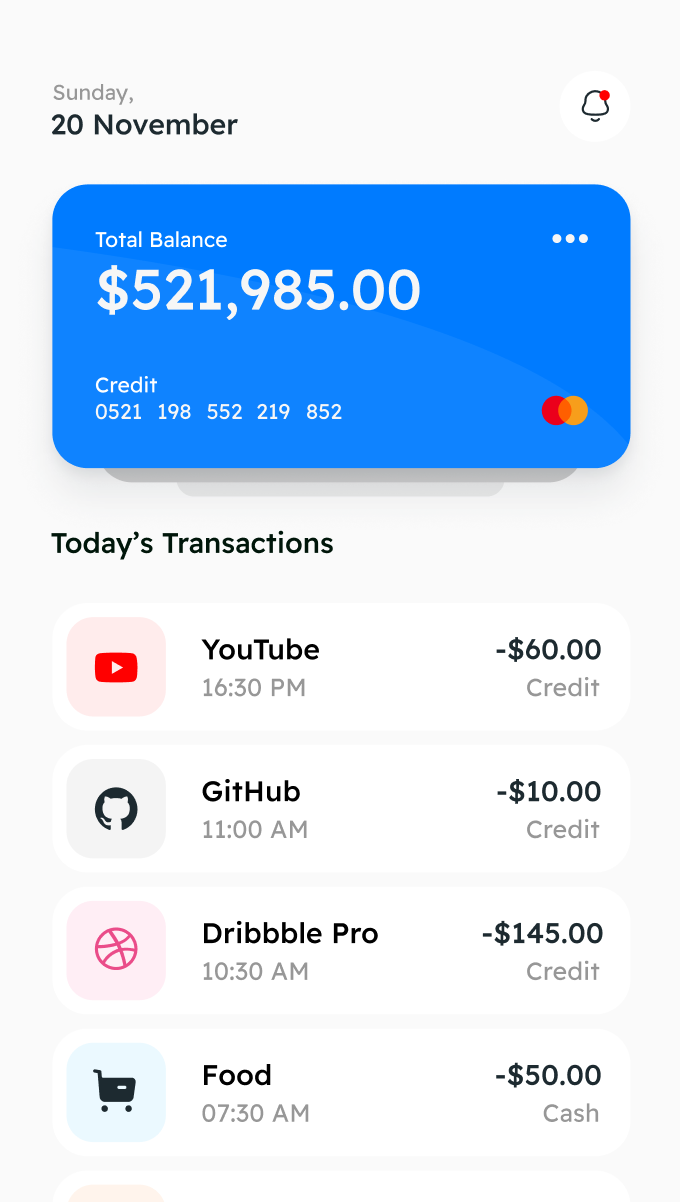 Sunday,
20 November
Total Balance
$521,985.00
Credit
0521 198 552 219 852
Today’s Transactions
YouTube
-$60.00
16:30 PM
Credit
GitHub
-$10.00
11:00 AM
Credit
Dribbble Pro
-$145.00
10:30 AM
Credit
Food
-$50.00
07:30 AM
Cash